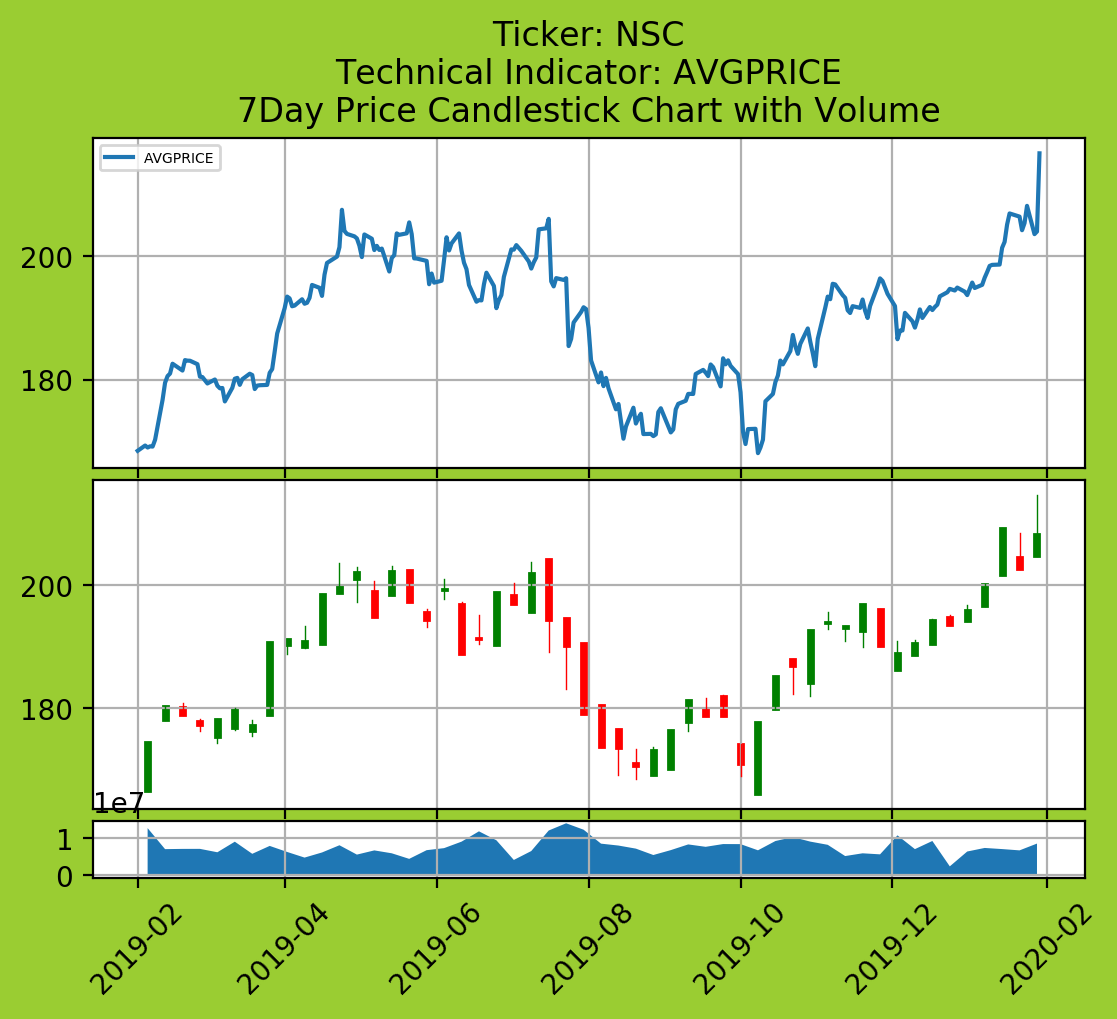 Ticker: NSC
Technical Indicator: AVGPRICE
7Day Price Candlestick Chart with Volume
AVGPRICE
200
180
200
180
1e7
1
0
2019-02
2019-04
2019-06
2019-08
2019-10
2019-12
2020-02